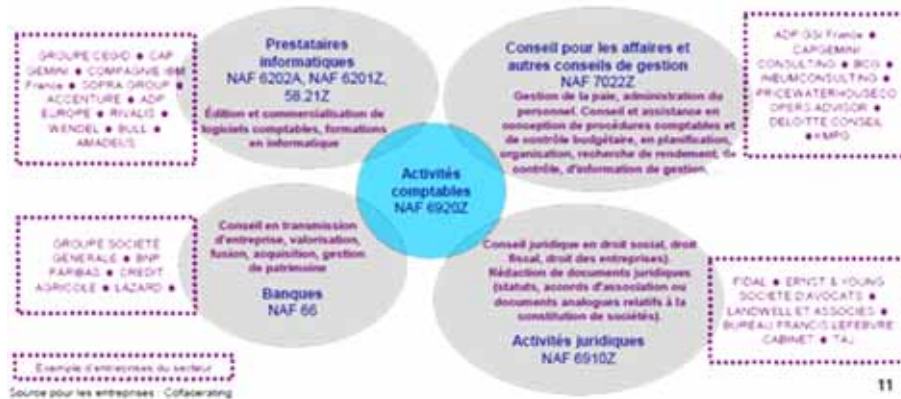 GROUPE CEGID ● CAP
GEMINI ● COMPAGNIE IBM
France ● SOPRA GROUP ●
ACCENTURE ● ADP
EUROPE ● RIVALIS ●
WENDEL ● BULL ●
AMADEUS
Prestataires
informatiques
NAF 6202A, NAF 6201Z,
58.21Z
Édition et commercialisation de
logiciels comptables, formations
en informatique
Conseil pour les affaires et
autres conseils de gestion
NAF 7022Z
Gestion de la paie, administration du
personnel. Conseil et assistance en
conception de procédures comptables et
de contrôle budgétaire, en planification,
organisation, recherche de rendement, de
contrôle, d'information de gestion.
ADP GSI France ●
CAPGEMINI
CONSULTING ● BCG ●
INEUMCONSULTING ●
PRICEWATERHOUSECO
OPERS ADVISOR ●
DELOITTE CONSEIL
● KMPG
Activités
comptables
NAF 6920Z
GROUPE SOCIETE
GENERALE ● BNP
PARIBAS ● CREDIT
AGRICOLE ● LAZARD ●
Conseil en transmission
d'entreprise, valorisation,
fusion, acquisition, gestion
de patrimoine
Banques
NAF 66
Conseil juridique en droit social, droit
fiscal, droit des entreprises).
Rédaction de documents juridiques
(statuts, accords d'association ou
documents analogues relatifs à la
constitution de sociétés).
Activités juridiques
NAF 6910Z
FIDAL ● ERNST & YOUNG
SOCIETE D'AVOCATS ●
LANDWELL ET ASSOCIES ●
BUREAU FRANCIS LEFEBVRE
CABINET ● TAJ
Exemple d'entreprises du secteur
Source pour les entreprises : Cofacerating
11